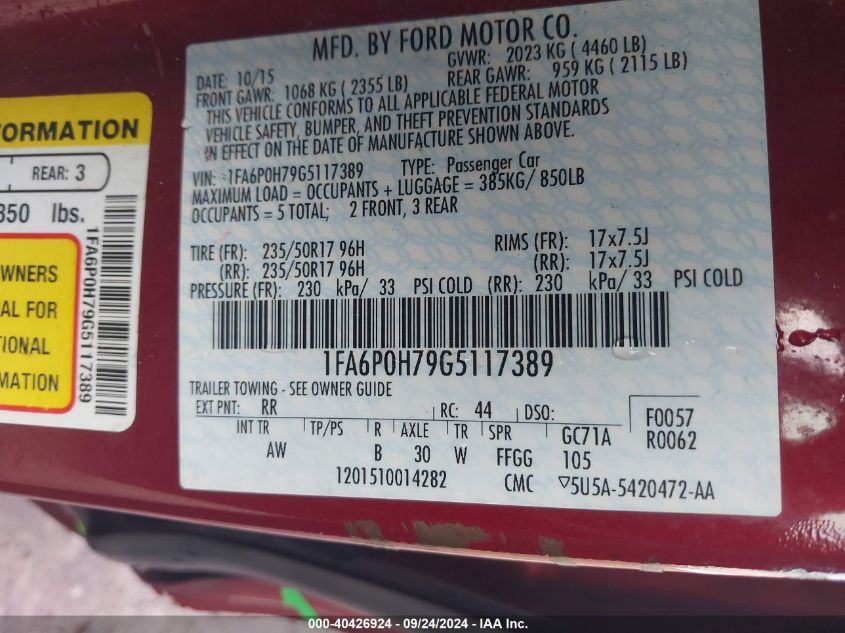 MFD. BY FORD MOTOR CO.
DATE: 10/15 GVWR: 2023 KG ( 4460 LB)
FRONT GAWR: 1068 KG ( 2355 LB) REAR GAWR: 959 KG ( 2115 LB)
THIS VEHICLE CONFORMS TO ALL APPLICABLE FEDERAL MOTOR
VEHICLE SAFETY, BUMPER, AND THEFT PREVENTION STANDARDS
IN EFFECT ON THE DATE OF MANUFACTURE SHOWN ABOVE.
VIN: 1FA6P0H79G5117389 TYPE: Passenger Car
MAXIMUM LOAD = OCCUPANTS + LUGGAGE = 385KG/ 850LB
OCCUPANTS = 5 TOTAL; 2 FRONT, 3 REAR
TIRE (FR): 235/50R17 96H RIMS (FR): 17x7.5J
(RR): 235/50R17 96H (RR): 17x7.5J
PRESSURE (FR): 230 kPa/ 33 PSI COLD (RR): 230 kPa/ 33 PSI COLD
1FA6P0H79G5117389
TRAILER TOWING - SEE OWNER GUIDE
EXT PNT: RR RC: 44 DSO: F0057
INT TR TP/PS R AXLE TR SPR GC71A R0062
AW B 30 W FFGG 105
1201510014282 CMC ▽5U5A-5420472-AA
FORMATION
REAR: 3
850 lbs.
OWNERS
AL FOR
TIONAL
MATION
1FA6P0H79G5117389
000-40426924 - 09/24/2024 - IAA Inc.